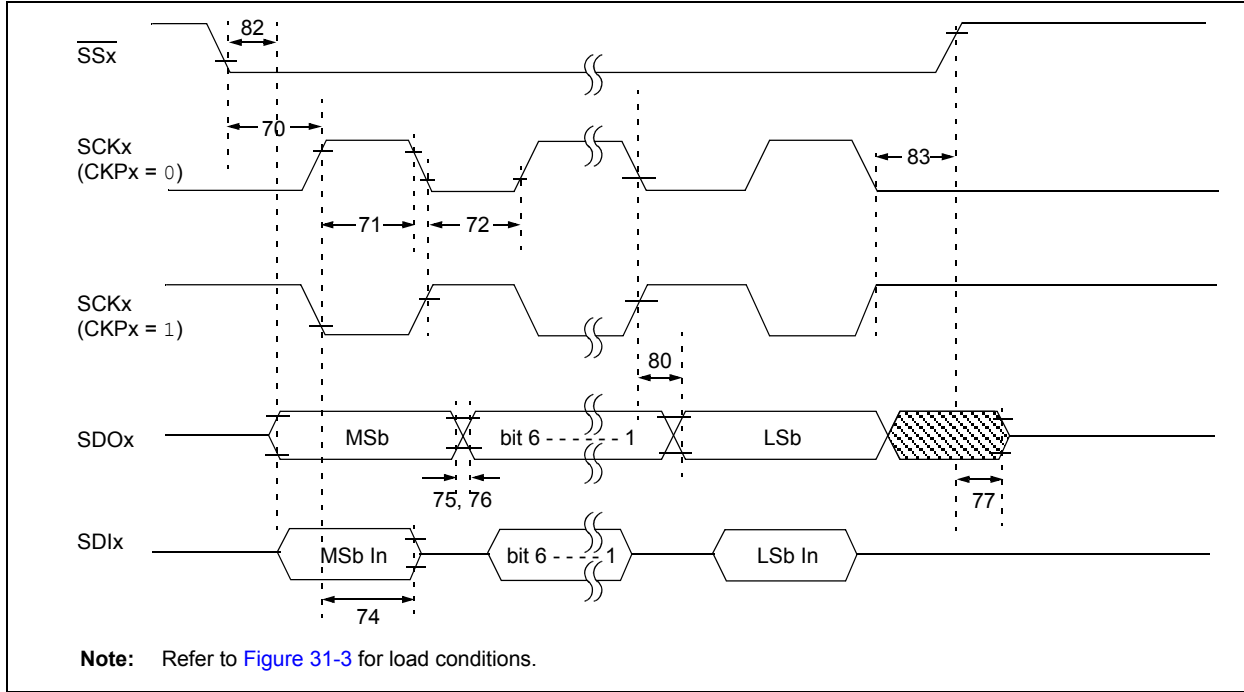 82
SSx
70
SCKx
(CKPx = 0)
83
71
72
SCKx
(CKPx = 1)
80
SDOx
MSb
bit 6 - - - - - - 1
LSb
75, 76
77
SDIx
MSb In
bit 6 - - - - 1
LSb In
74
Note: Refer to Figure 31-3 for load conditions.